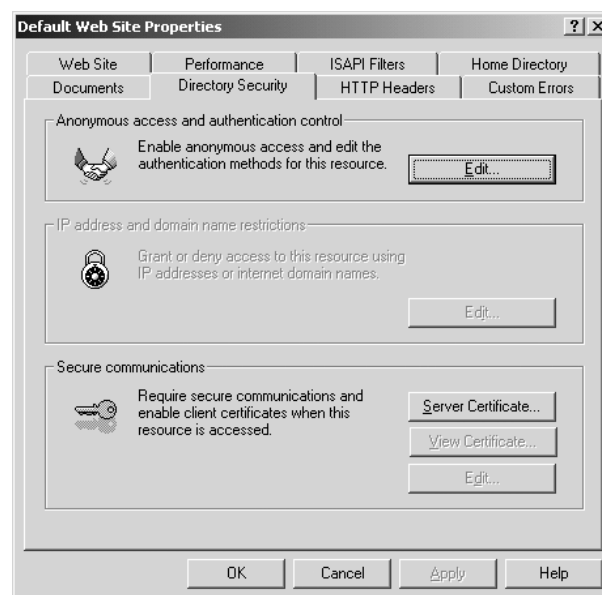 Default Web Site Properties
Web Site Performance ISAPI Filters Home Directory
Documents Directory Security HTTP Headers Custom Errors
Anonymous access and authentication control
Enable anonymous access and edit the
authentication methods for this resource.
Edit...
IP address and domain name restrictions
Grant or deny access to this resource using
IP addresses or internet domain names.
Edit...
Secure communications
Require secure communications and
enable client certificates when this
resource is accessed.
Server Certificate...
View Certificate...
Edit...
OK Cancel Apply Help